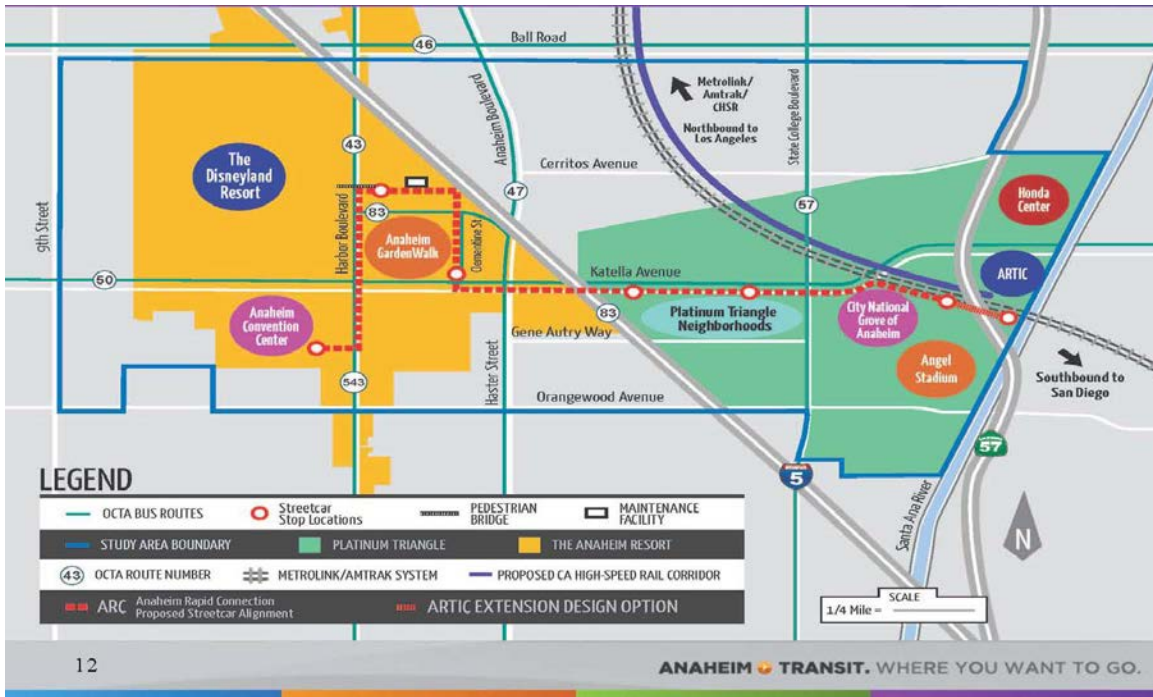 46
Ball Road
Metrolink/
Amtrak/
CHSR
Northbound to
Los Angeles
Anaheim Boulevard
State College Boulevard
43
Cerritos Avenue
The
Disneyland
Resort
47
57
Honda
Center
9th Street
Harbor Boulevard
83
Clementine St
Anaheim
GardenWalk
ARTIC
50
Katella Avenue
Anaheim
Convention
Center
83
Platinum Triangle
Neighborhoods
City National
Grove of
Anaheim
Gene Autry Way
Angel
Stadium
Haster Street
543
Orangewood Avenue
Southbound to
San Diego
5
57
Santa Ana River
N
LEGEND
OCTA BUS ROUTES
Streetcar
Stop Locations
PEDESTRIAN
BRIDGE
MAINTENANCE
FACILITY
STUDY AREA BOUNDARY
PLATINUM TRIANGLE
THE ANAHEIM RESORT
43
OCTA ROUTE NUMBER
METROLINK/AMTRAK SYSTEM
PROPOSED CA HIGH-SPEED RAIL CORRIDOR
ARC
Anaheim Rapid Connection
Proposed Streetcar Alignment
ARTIC EXTENSION DESIGN OPTION
SCALE
1/4 Mile =
12
ANAHEIM TRANSIT. WHERE YOU WANT TO GO.